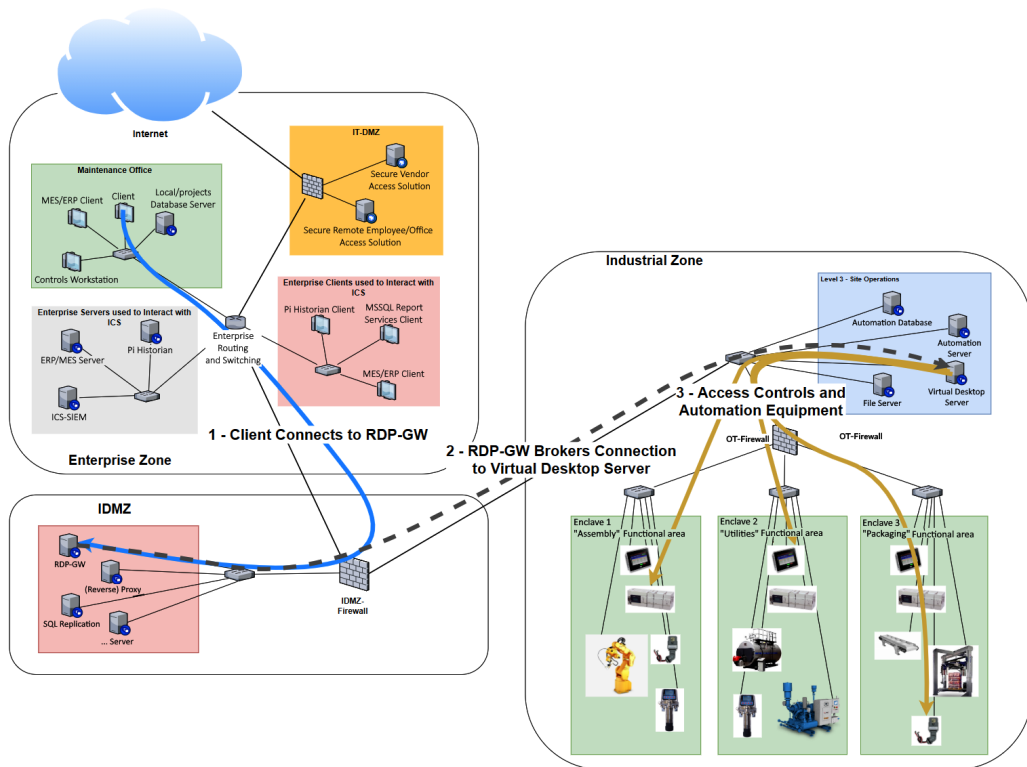 Internet
IT-DMZ
Secure Vendor
Access Solution
Secure Remote Employee/Office
Access Solution
Maintenance Office
MES/ERP Client
Client
Local/projects
Database Server
Controls Workstation
Enterprise Servers used to Interact with
ICS
ERP/MES Server
Pi Historian
ICS-SIEM
Enterprise
Routing
and Switching
Enterprise Clients used to Interact with
ICS
Pi Historian Client
MSSQL Report
Services Client
MES/ERP Client
1 - Client Connects to RDP-GW
Enterprise Zone
IDMZ
RDP-GW
(Reverse) Proxy
SQL Replication
... Server
IDMZ-
Firewall
2 - RDP-GW Brokers Connection
to Virtual Desktop Server
Industrial Zone
Level 3 - Site Operations
Automation Database
Automation
Server
Virtual Desktop
Server
File Server
3 - Access Controls and
Automation Equipment
OT-Firewall
OT-Firewall
Enclave 1
"Assembly" Functional area
Enclave 2
"Utilities" Functional area
Enclave 3
"Packaging" Functional area